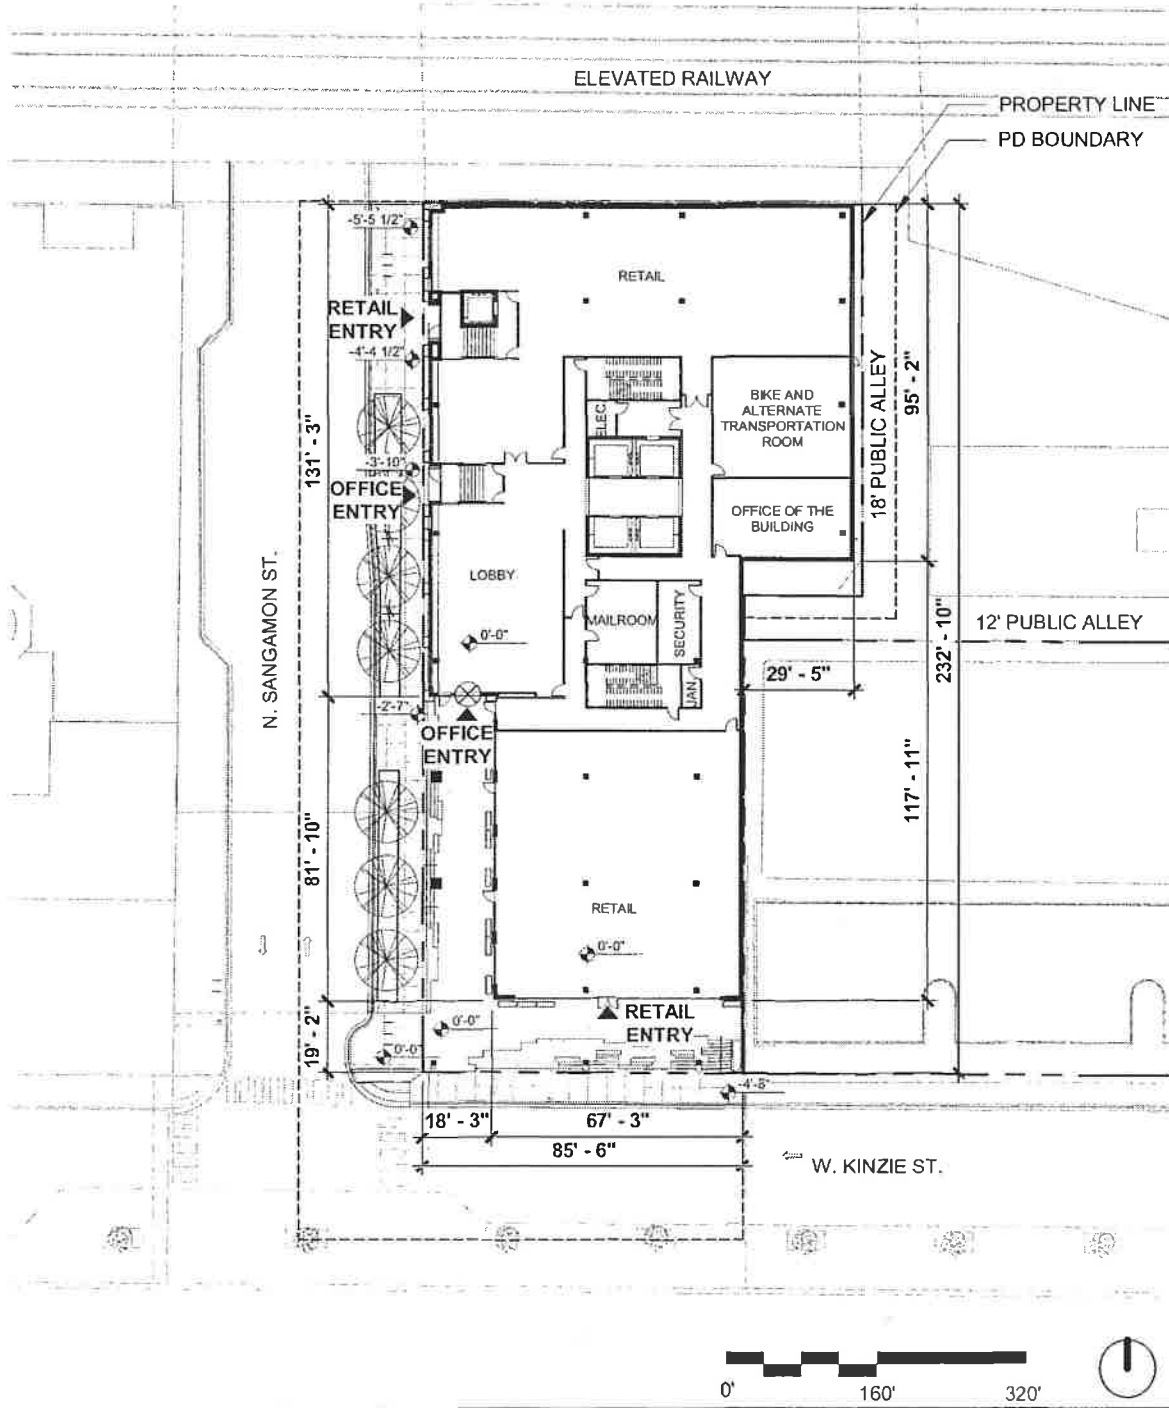 ELEVATED RAILWAY
PROPERTY LINE
PD BOUNDARY
-5'-5 1/2"
RETAIL
RETAIL
ENTRY
-4'-4 1/2"
18' PUBLIC ALLEY
95' - 2"
BIKE AND
ALTERNATE
TRANSPORTATION
ROOM
ELEC
131' - 3"
-3'-10"
OFFICE
ENTRY
OFFICE OF THE
BUILDING
N. SANGAMON ST.
LOBBY
0'-0"
MAILROOM
SECURITY
12' PUBLIC ALLEY
232' - 10"
29' - 5"
JAN
-2'-7"
OFFICE
ENTRY
117' - 11"
81' - 10"
RETAIL
0'-0"
RETAIL
ENTRY
0'-0"
0'-0"
19' - 2"
-4'-8"
18' - 3"
67' - 3"
85' - 6"
W. KINZIE ST.
0'
160'
320'